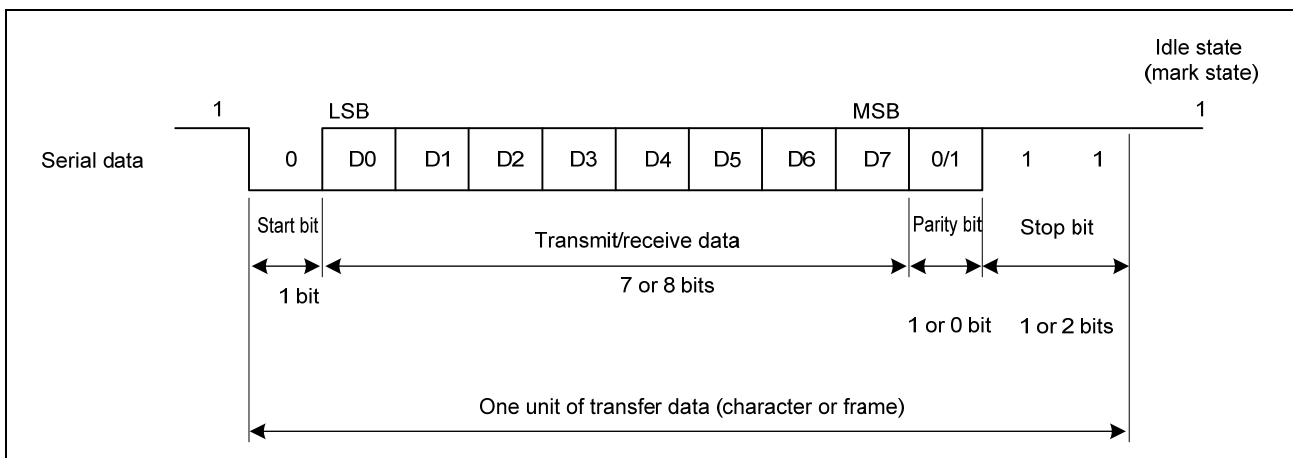 Idle state
(mark state)
1 LSB MSB 1
Serial data 0 D0 D1 D2 D3 D4 D5 D6 D7 0/1 1 1
Start bit Transmit/receive data Parity bit Stop bit
1 bit 7 or 8 bits
1 or 0 bit 1 or 2 bits
One unit of transfer data (character or frame)